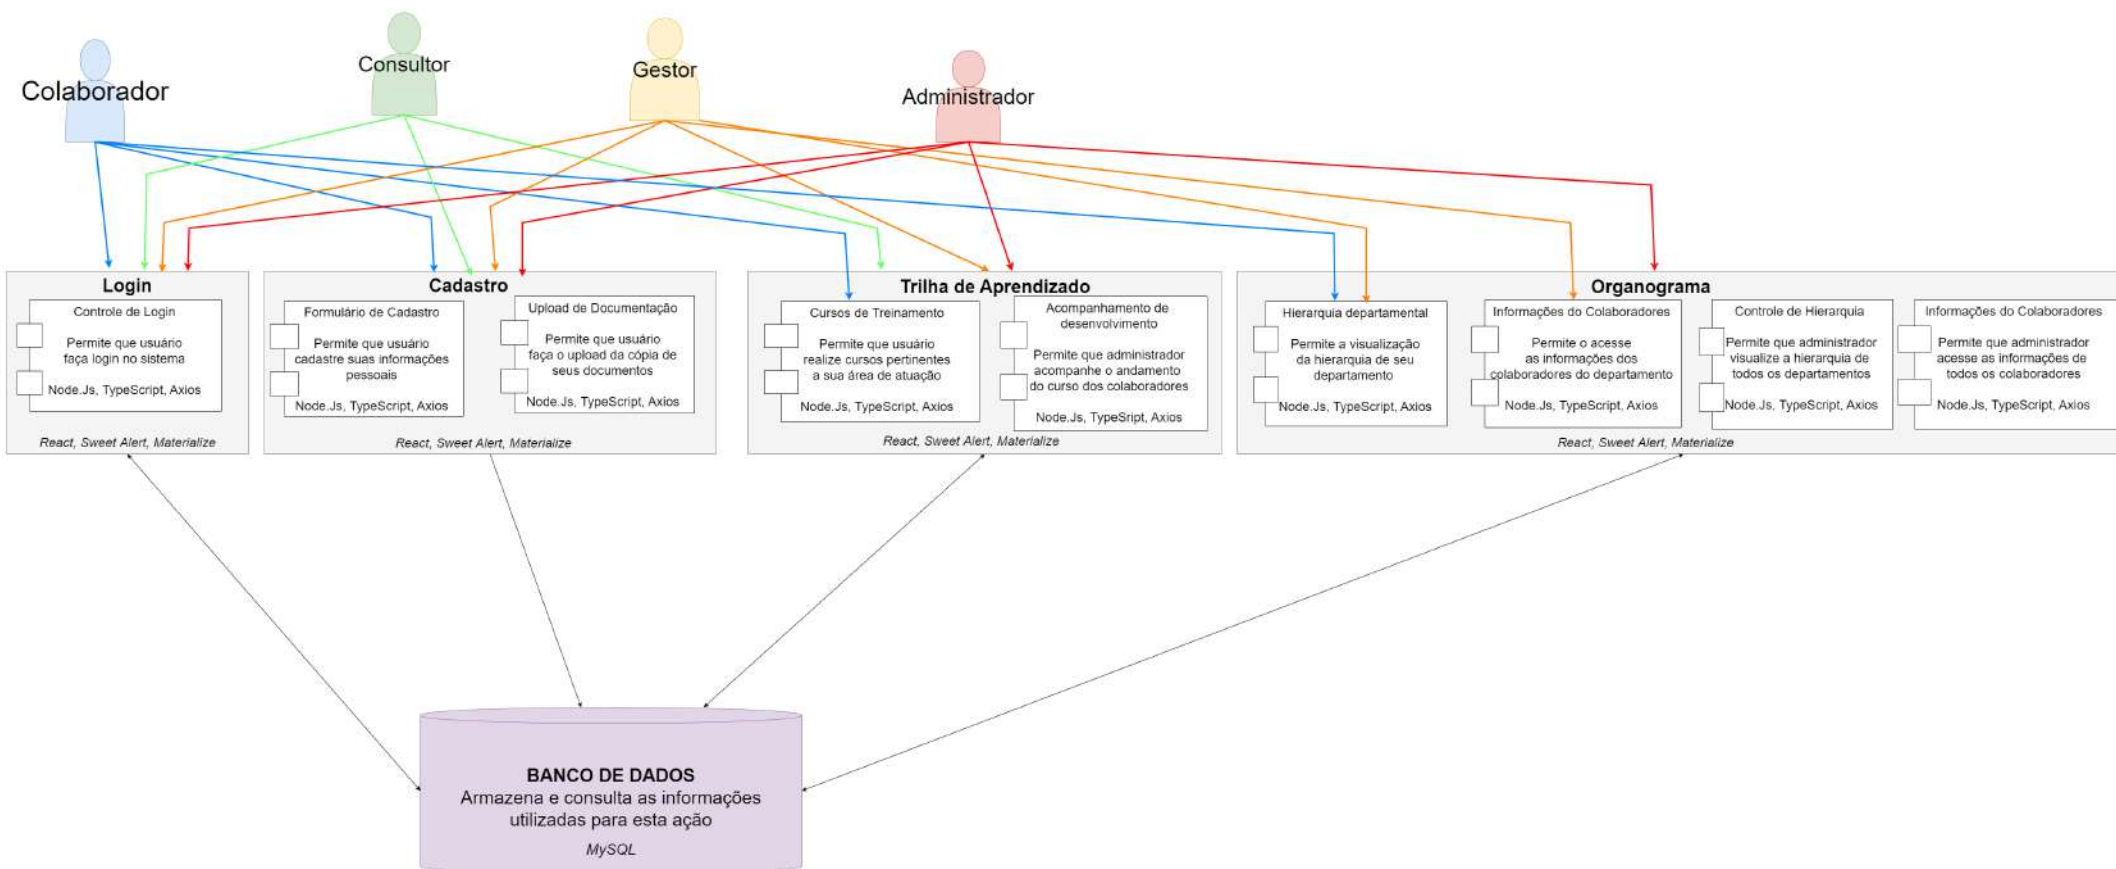 Colaborador
Consultor
Gestor
Administrador
Login
Controle de Login
Permite que usuário
faça login no sistema
Node.Js, TypeScript, Axios
React, Sweet Alert, Materialize
Cadastro
Formulário de Cadastro
Permite que usuário
cadastre suas informações
pessoais
Node.Js, TypeScript, Axios
Upload de Documentação
Permite que usuário
faça o upload da cópia de
seus documentos
Node.Js, TypeScript, Axios
React, Sweet Alert, Materialize
Trilha de Aprendizado
Cursos de Treinamento
Permite que usuário
realize cursos pertinentes
a sua área de atuação
Node.Js, TypeScript, Axios
Acompanhamento de
desenvolvimento
Permite que administrador
acompanhe o andamento
do curso dos colaboradores
Node.Js, TypeSript, Axios
React, Sweet Alert, Materialize
Organograma
Hierarquia departamental
Permite a visualização
da hierarquia de seu
departamento
Node.Js, TypeScript, Axios
Informações do Colaboradores
Permite o acesse
as informações dos
colaboradores do departamento
Node.Js, TypeScript, Axios
Controle de Hierarquia
Permite que administrador
visualize a hierarquia de
todos os departamentos
Node.Js, TypeScript, Axios
Informações do Colaboradores
Permite que administrador
acesse as informações de
todos os colaboradores
Node.Js, TypeScript, Axios
React, Sweet Alert, Materialize
BANCO DE DADOS
Armazena e consulta as informações
utilizadas para esta ação
MySQL